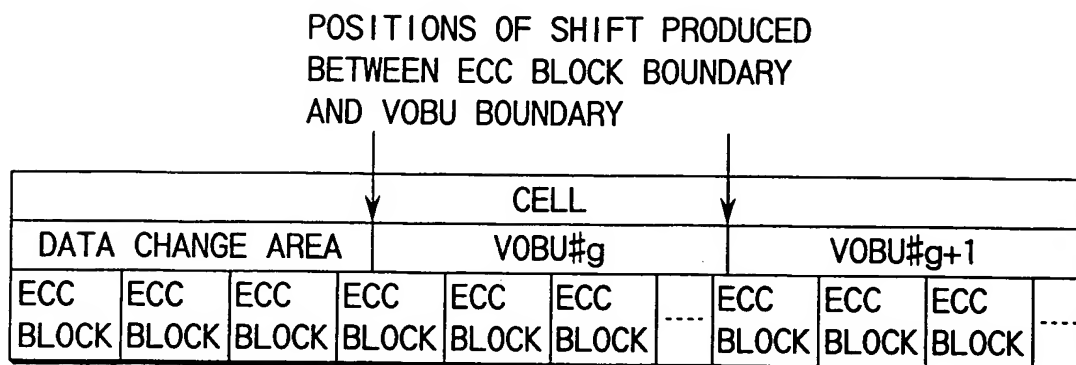 POSITIONS OF SHIFT PRODUCED
BETWEEN ECC BLOCK BOUNDARY
AND VOBU BOUNDARY
CELL
DATA CHANGE AREA VOBU#g VOBU#g+1
ECC ECC ECC ECC ECC ECC ECC ECC ECC
BLOCK BLOCK BLOCK BLOCK BLOCK BLOCK ---- BLOCK BLOCK BLOCK ----